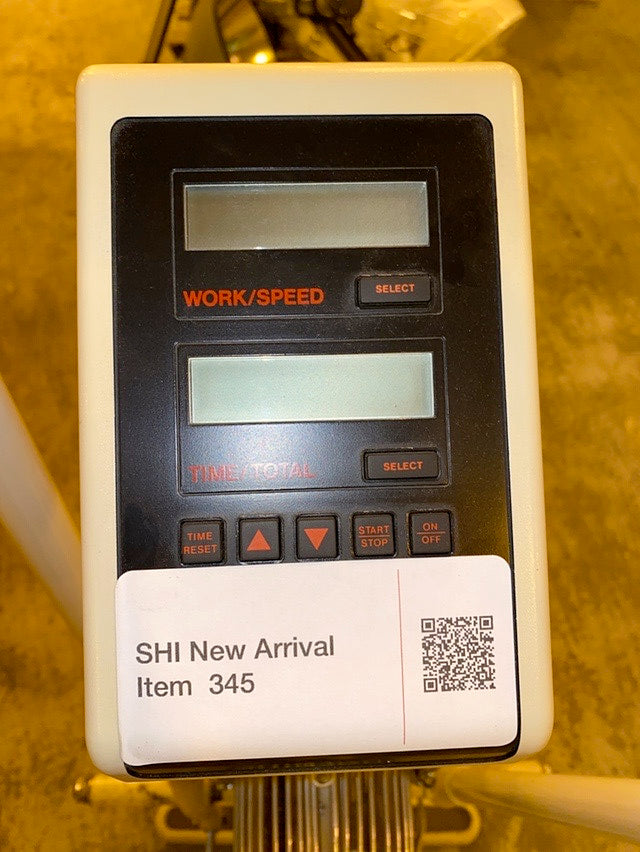 WORK/SPEED
SELECT
TIME/TOTAL
SELECT
TIME
RESET
START
STOP
ON
OFF
SHI New Arrival
Item 345